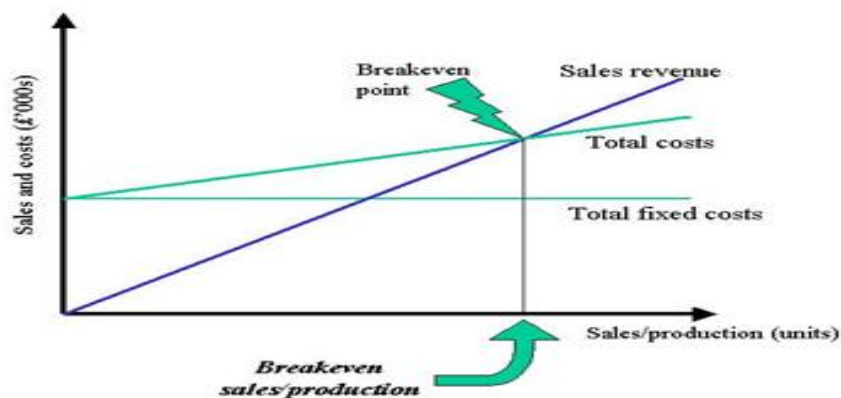 Sales and costs (£'000s)
Breakeven
point
Sales revenue
Total costs
Total fixed costs
Sales/production (units)
Breakeven
sales/production